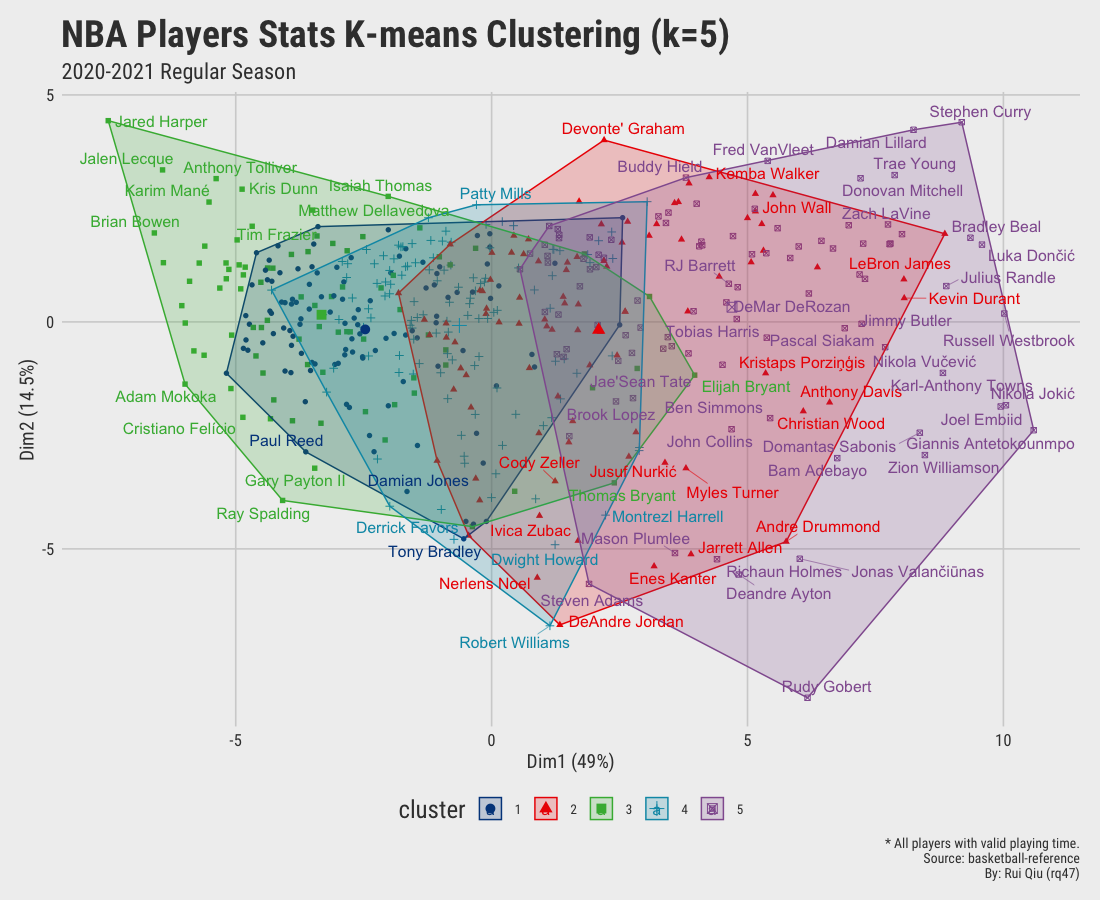 NBA Players Stats K-means Clustering (k=5)
2020-2021 Regular Season
5
Stephen Curry
Jared Harper
Devonte' Graham
Damian Lillard
Fred VanVleet
Jalen Lecque
Anthony Tolliver
Buddy Hield
Kemba Walker
Trae Young
Karim Mané
Kris Dunn
Isaiah Thomas
Patty Mills
Donovan Mitchell
Matthew Dellavedova
John Wall
Zach LaVine
Brian Bowen
Tim Frazier
Bradley Beal
Luka Dončić
RJ Barrett
LeBron James
Julius Randle
Kevin Durant
DeMar DeRozan
0
Jimmy Butler
Tobias Harris
Pascal Siakam
Russell Westbrook
Kristaps Porziņģis
Nikola Vučević
Jae'Sean Tate
Elijah Bryant
Karl-Anthony Towns
Adam Mokoka
Anthony Davis
Nikola Jokić
Brook Lopez
Ben Simmons
Cristiano Felício
Christian Wood
Joel Embiid
Paul Reed
John Collins
Domantas Sabonis
Giannis Antetokounmpo
Cody Zeller
Jusuf Nurkić
Bam Adebayo
Zion Williamson
Gary Payton II
Damian Jones
Myles Turner
Thomas Bryant
Ray Spalding
Montrezl Harrell
Derrick Favors
Ivica Zubac
Andre Drummond
Mason Plumlee
-5
Tony Bradley
Jarrett Allen
Dwight Howard
Richaun Holmes
Jonas Valančiūnas
Nerlens Noel
Enes Kanter
Deandre Ayton
Steven Adams
DeAndre Jordan
Robert Williams
Rudy Gobert
Dim2 (14.5%)
-5 0 5 10
Dim1 (49%)
cluster 1 2 3 4 5
* All players with valid playing time.
Source: basketball-reference
By: Rui Qiu (rq47)